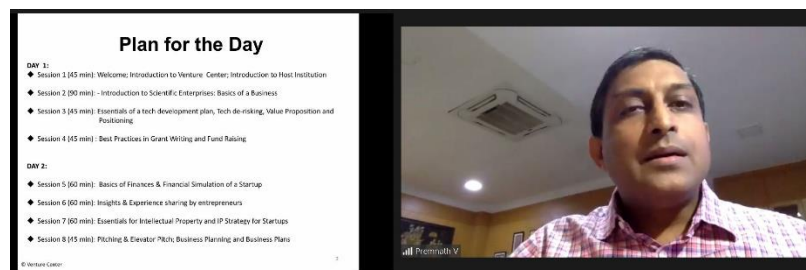 Plan for the Day
DAY 1:
◆ Session 1 (45 min): Welcome; Introduction to Venture Center; Introduction to Host Institution
◆ Session 2 (90 min): - Introduction to Scientific Enterprises: Basics of a Business
◆ Session 3 (45 min): Essentials of a tech development plan, Tech de-risking, Value Proposition and
Positioning
◆ Session 4 (45 min) : Best Practices in Grant Writing and Fund Raising
DAY 2:
◆ Session 5 (60 min): Basics of Finances & Financial Simulation of a Startup
◆ Session 6 (60 min): Insights & Experience sharing by entrepreneurs
◆ Session 7 (60 min): Essentials for Intellectual Property and IP Strategy for Startups
◆ Session 8 (45 min): Pitching & Elevator Pitch; Business Planning and Business Plans
© Venture Center
Premnath V